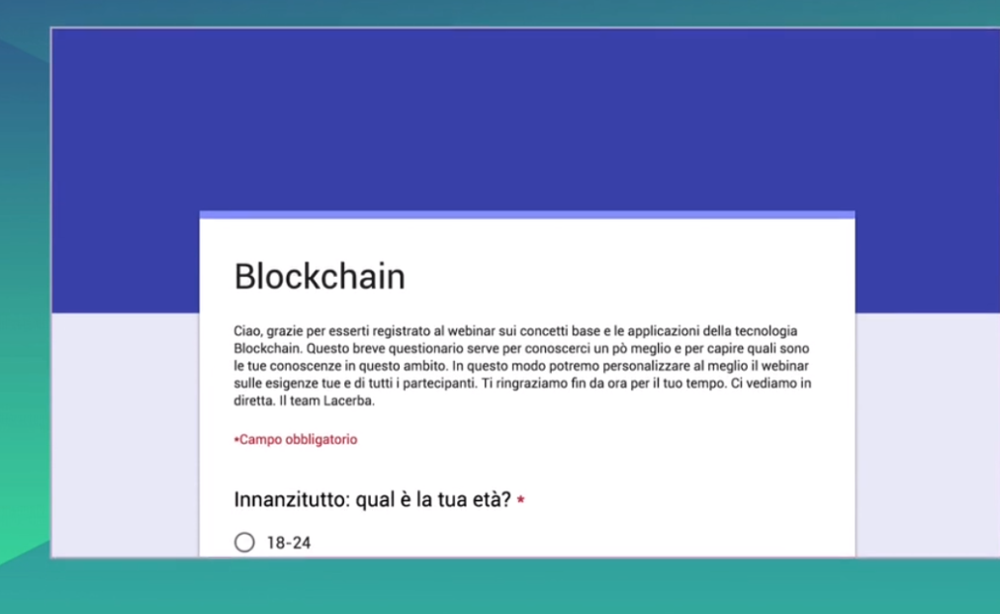 Blockchain
Ciao, grazie per esserti registrato al webinar sui concetti base e le applicazioni della tecnologia
Blockchain. Questo breve questionario serve per conoscerci un pò meglio e per capire quali sono
le tue conoscenze in questo ambito. In questo modo potremo personalizzare al meglio il webinar
sulle esigenze tue e di tutti i partecipanti. Ti ringraziamo fin da ora per il tuo tempo. Ci vediamo in
diretta. Il team Lacerba.
*Campo obbligatorio
Innanzitutto: qual è la tua età? *
18-24